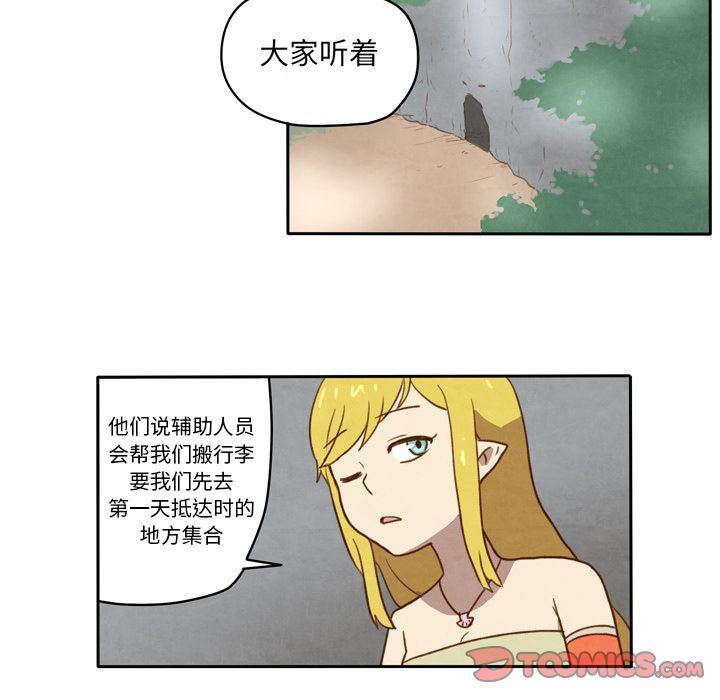 大家听着
他们说辅助人员
会帮我们搬行李
要我们先去
第一天抵达时的
地方集合
TOOMICS.COM